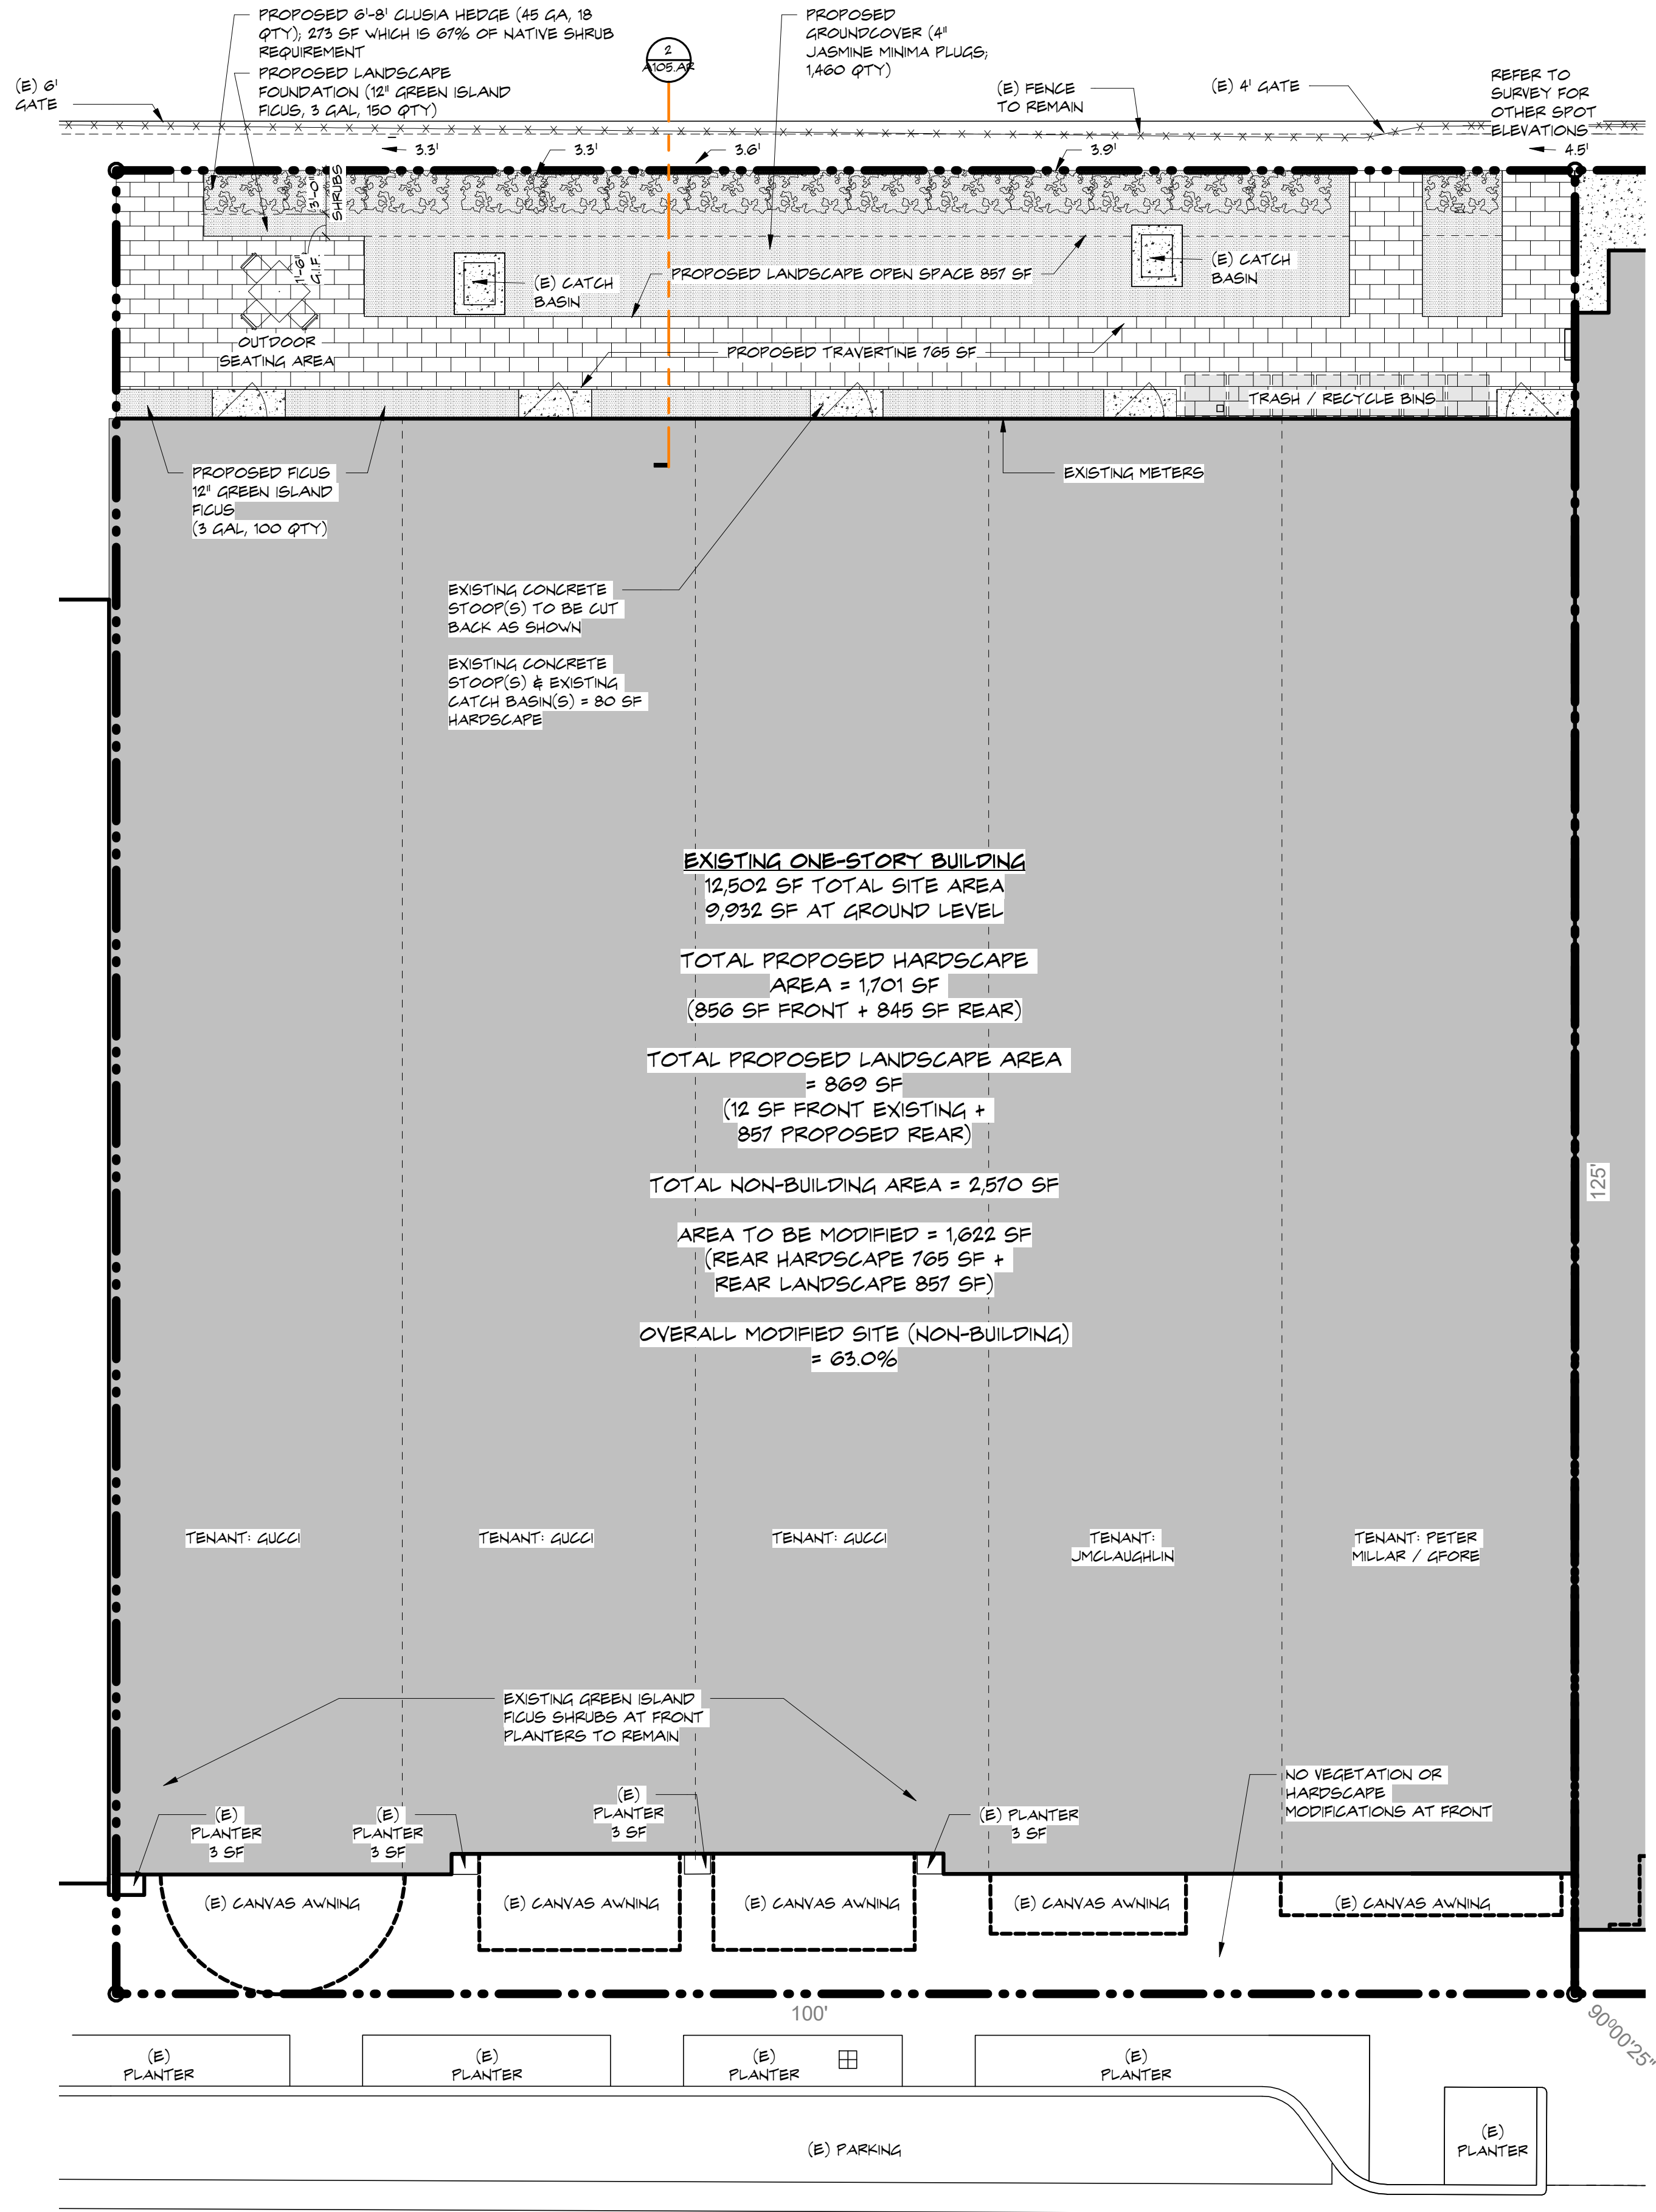 PROPOSED 6'-8' CLUSIA HEDGE (45 GA, 18
QTY); 273 SF WHICH IS 67% OF NATIVE SHRUB
REQUIREMENT
PROPOSED LANDSCAPE
FOUNDATION (12" GREEN ISLAND
FICUS, 3 GAL, 150 QTY)
2
A105.AR
PROPOSED
GROUNDCOVER (4"
JASMINE MINIMA PLUGS;
1,460 QTY)
(E) 6'
GATE
(E) FENCE
TO REMAIN
(E) 4' GATE
REFER TO
SURVEY FOR
OTHER SPOT
ELEVATIONS
3.3'
3.3'
3.6'
3.9'
4.5'
3'-0"
SHRUBS
1'-6"
G.I.F.
(E) CATCH
BASIN
PROPOSED LANDSCAPE OPEN SPACE 857 SF
(E) CATCH
BASIN
OUTDOOR
SEATING AREA
PROPOSED TRAVERTINE 765 SF
TRASH / RECYCLE BINS
PROPOSED FICUS
12" GREEN ISLAND
FICUS
(3 GAL, 100 QTY)
EXISTING METERS
EXISTING CONCRETE
STOOP(S) TO BE CUT
BACK AS SHOWN
EXISTING CONCRETE
STOOP(S) & EXISTING
CATCH BASIN(S) = 80 SF
HARDSCAPE
EXISTING ONE-STORY BUILDING
12,502 SF TOTAL SITE AREA
9,932 SF AT GROUND LEVEL
TOTAL PROPOSED HARDSCAPE
AREA = 1,701 SF
(856 SF FRONT + 845 SF REAR)
TOTAL PROPOSED LANDSCAPE AREA
= 869 SF
(12 SF FRONT EXISTING +
857 PROPOSED REAR)
TOTAL NON-BUILDING AREA = 2,570 SF
AREA TO BE MODIFIED = 1,622 SF
(REAR HARDSCAPE 765 SF +
REAR LANDSCAPE 857 SF)
OVERALL MODIFIED SITE (NON-BUILDING)
= 63.0%
125'
TENANT: GUCCI
TENANT: GUCCI
TENANT: GUCCI
TENANT:
JMCLAUGHLIN
TENANT: PETER
MILLAR / GFORE
EXISTING GREEN ISLAND
FICUS SHRUBS AT FRONT
PLANTERS TO REMAIN
NO VEGETATION OR
HARDSCAPE
MODIFICATIONS AT FRONT
(E)
PLANTER
3 SF
(E)
PLANTER
3 SF
(E)
PLANTER
3 SF
(E) PLANTER
3 SF
(E) CANVAS AWNING
(E) CANVAS AWNING
(E) CANVAS AWNING
(E) CANVAS AWNING
(E) CANVAS AWNING
100'
90°00'25"
(E)
PLANTER
(E)
PLANTER
(E)
PLANTER
(E)
PLANTER
(E)
PLANTER
(E) PARKING